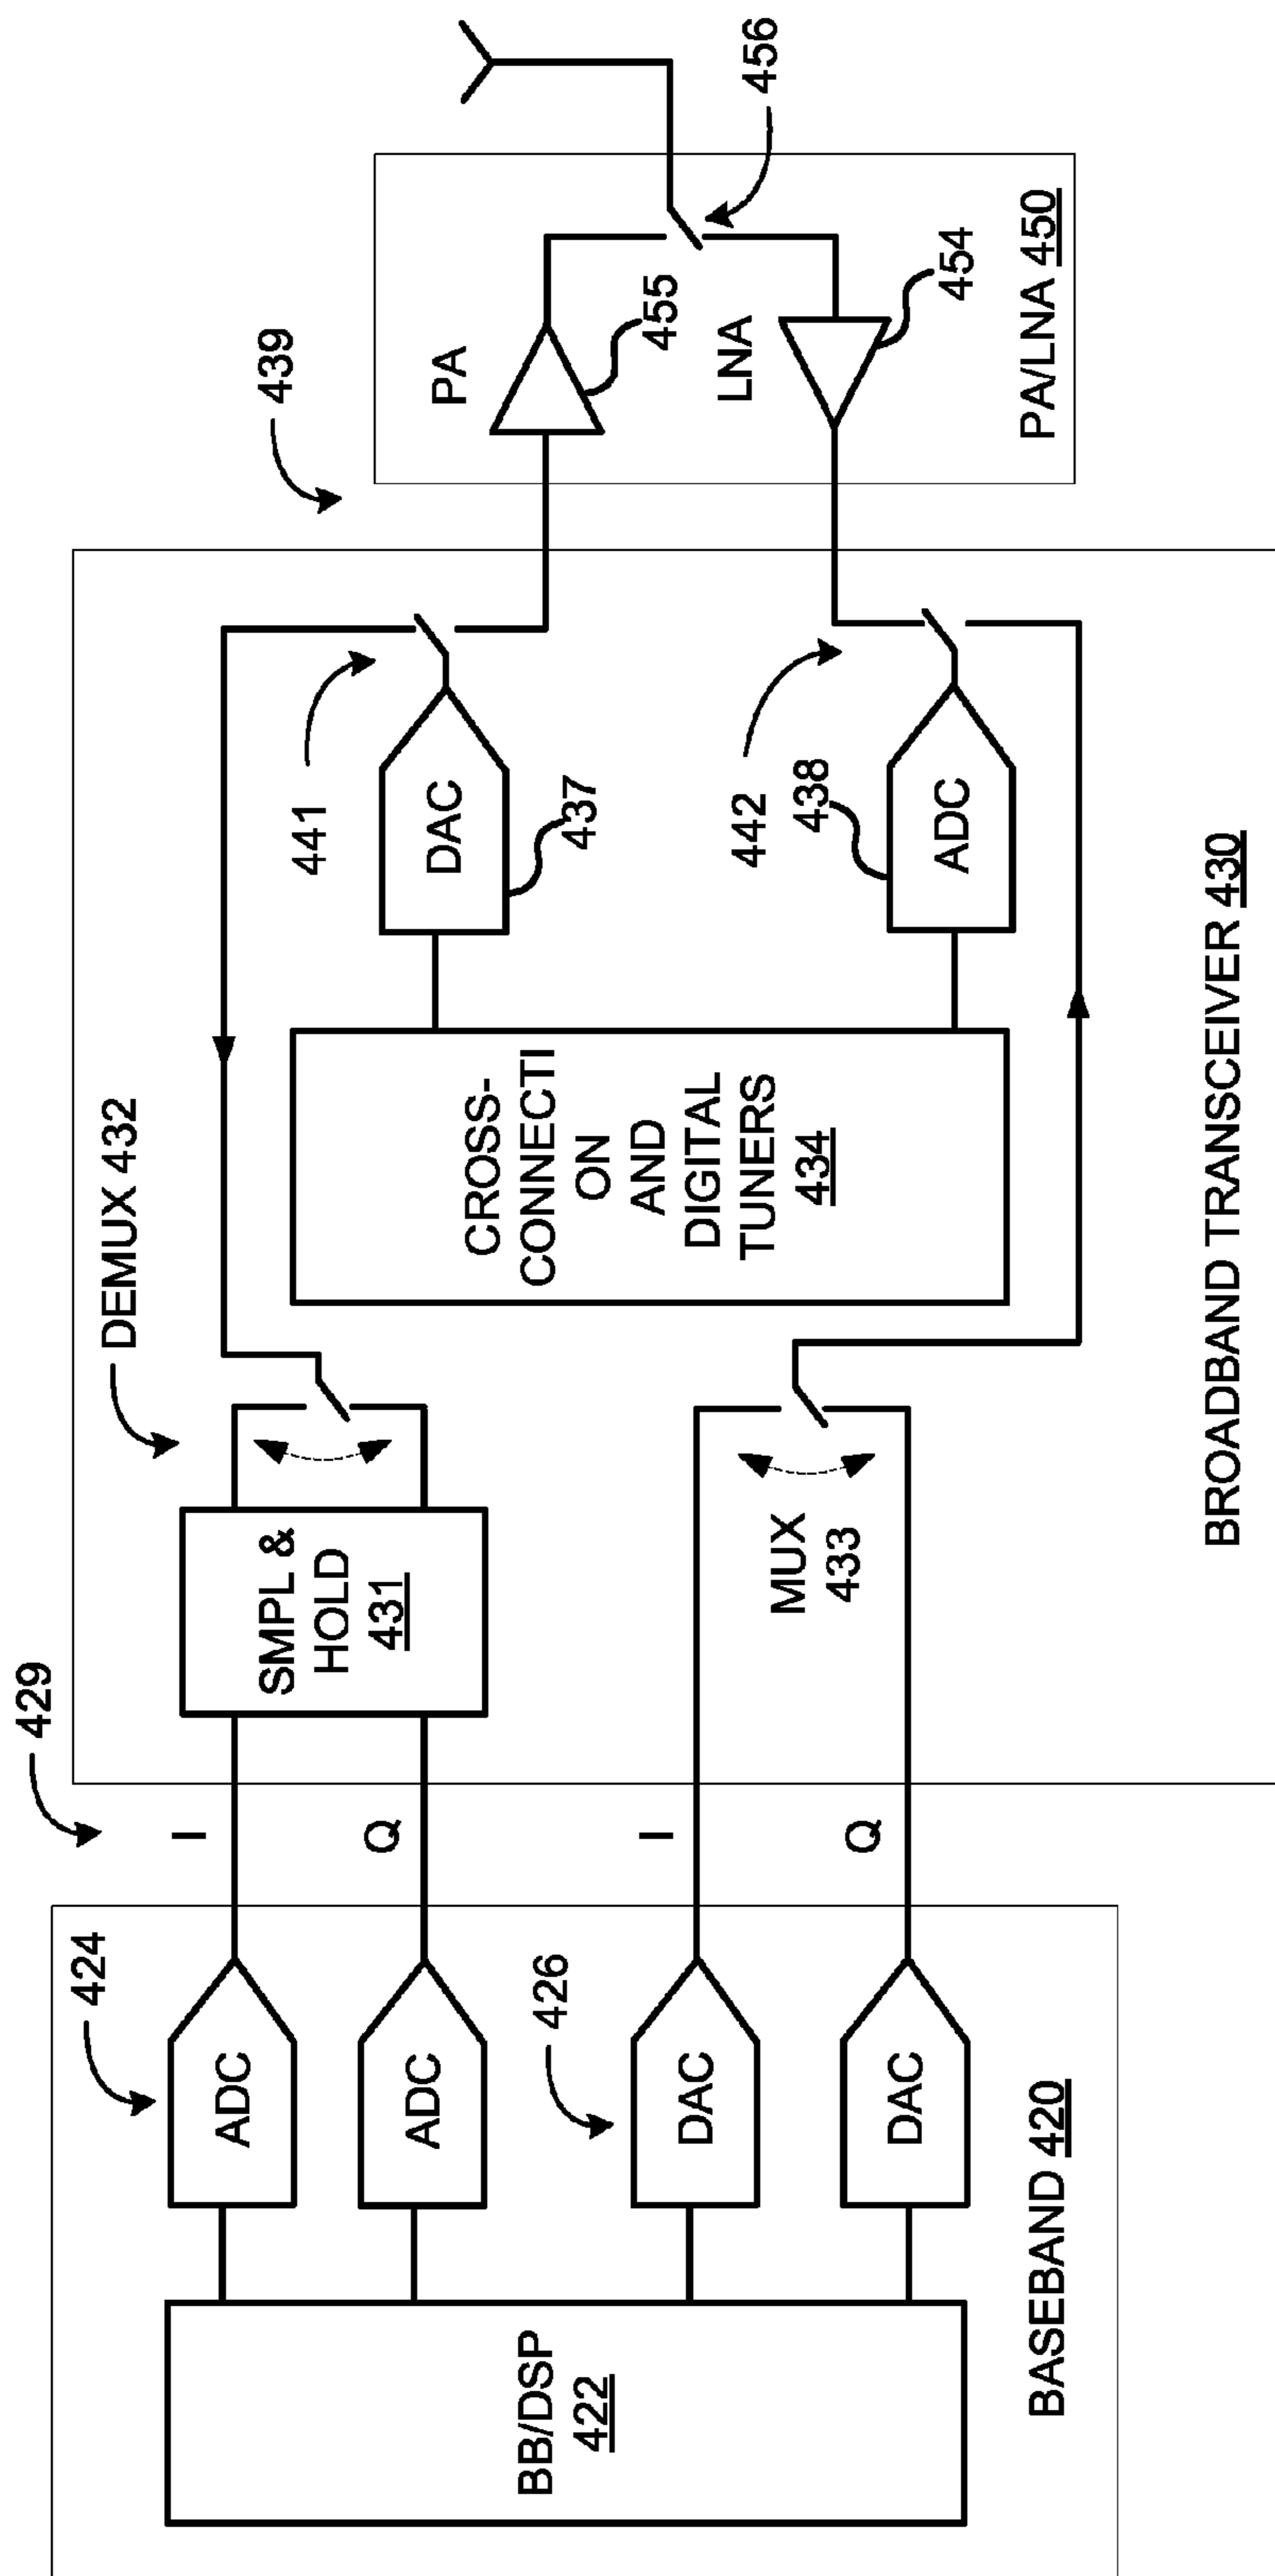 429
DEMUX 432
439
456
424
ADC
ADC
426
DAC
DAC
BB/DSP
422
BASEBAND 420
I
Q
I
Q
SMPL &
HOLD
431
MUX
433
CROSS-
CONNECTI
ON
AND
DIGITAL
TUNERS
434
441
DAC
437
442
438
ADC
BROADBAND TRANSCEIVER 430
PA
455
LNA
454
PA/LNA 450